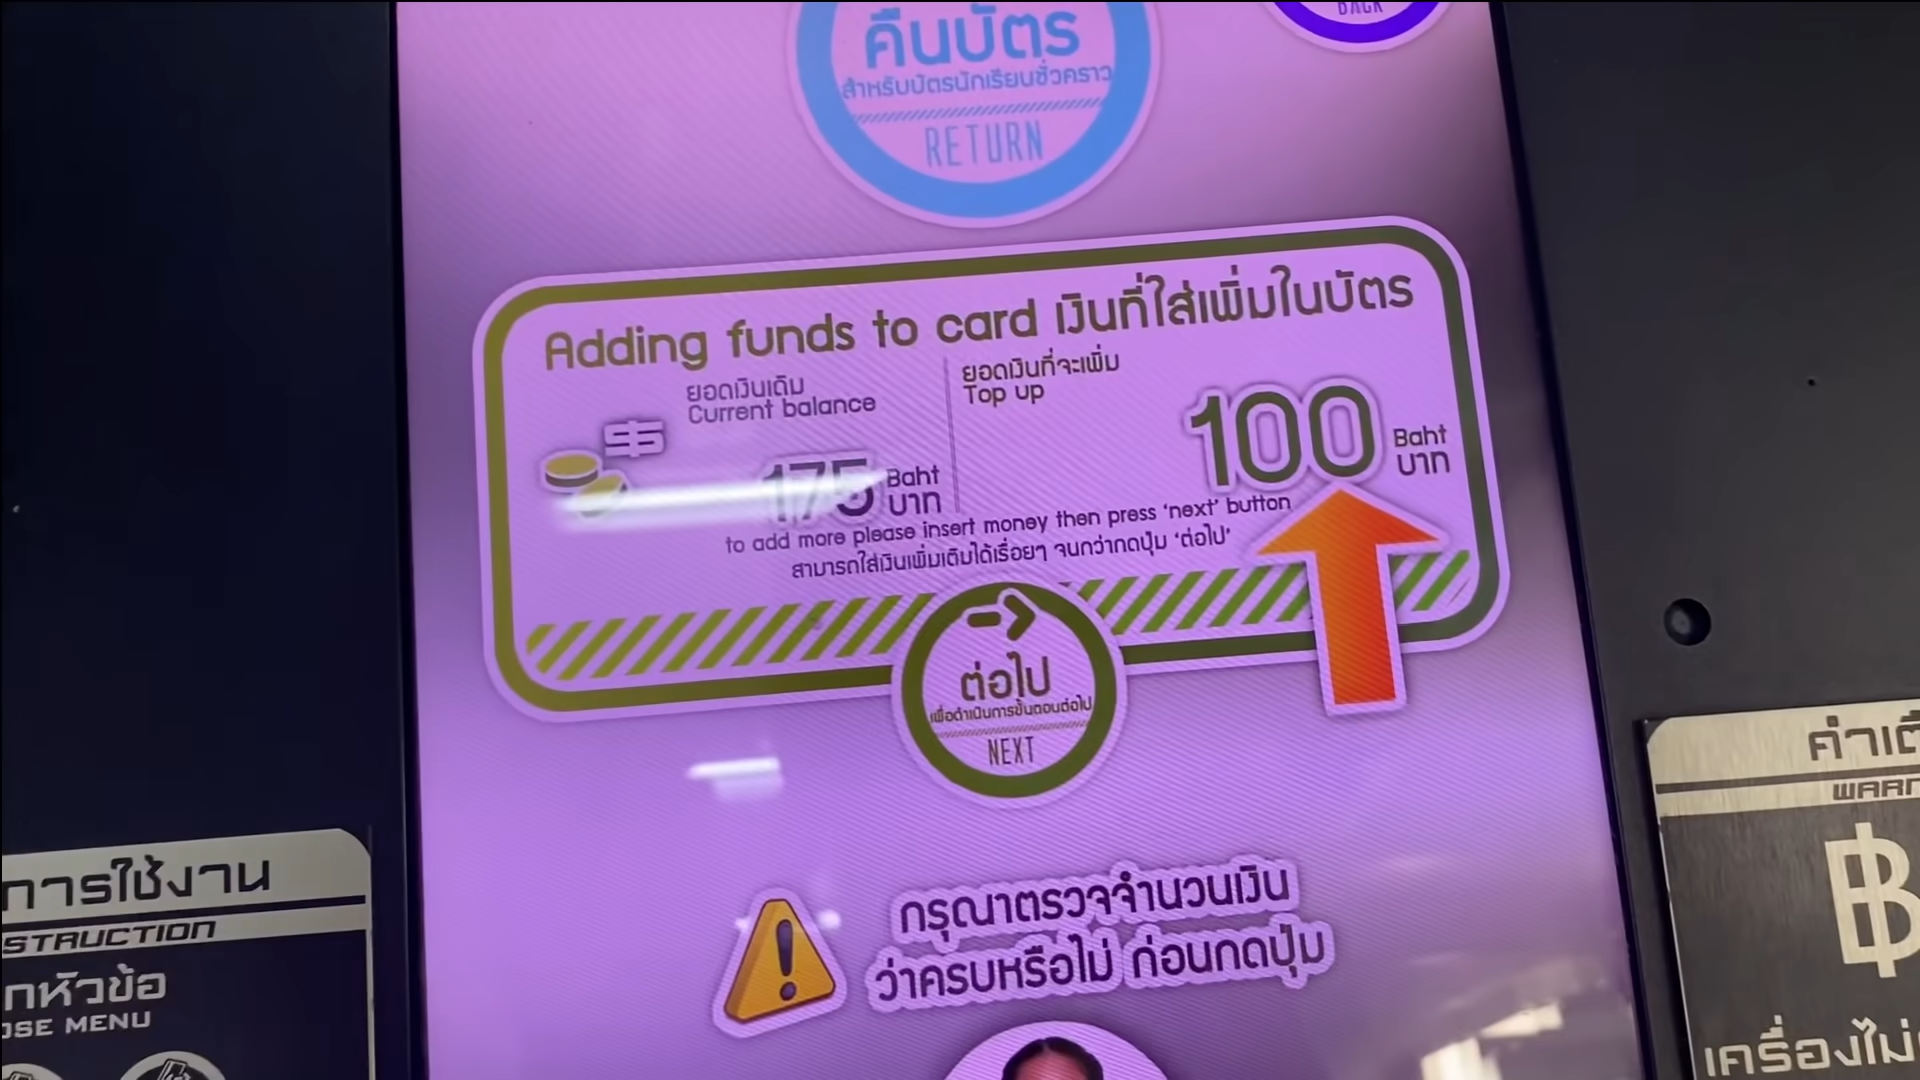 BACK
คืนบัตร
สำหรับบัตรนักเรียนชั่วคราว
RETURN
Adding funds to card เงินที่ใส่เพิ่มในบัตร
ยอดเงินเดิม
Current balance
175 Baht
บาท
ยอดเงินที่จะเพิ่ม
Top up
100 Baht
บาท
to add more please insert money then press 'next' button
สามารถใส่เงินเพิ่มเติมได้เรื่อยๆ จนกว่ากดปุ่ม 'ต่อไป'
ต่อไป
เพื่อดำเนินการขั้นตอนต่อไป
NEXT
กรุณาตรวจจำนวนเงิน
ว่าครบหรือไม่ ก่อนกดปุ่ม
การใช้งาน
STRUCTION
กหัวข้อ
OSE MENU
คำเตื
WARN
฿
เครื่องไม่